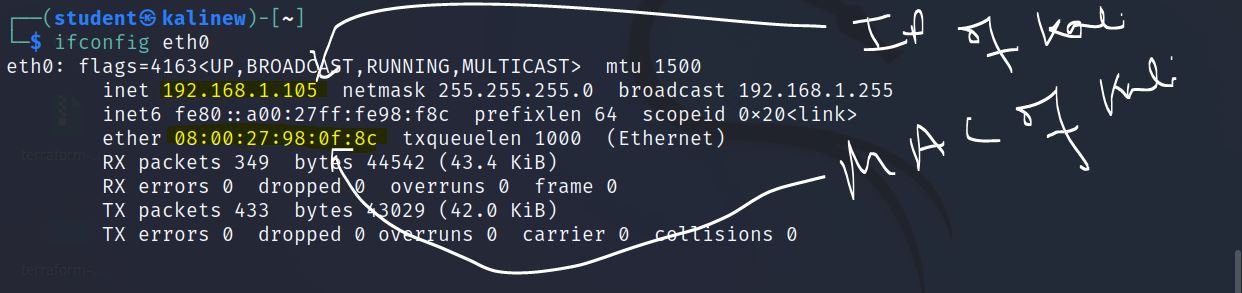 ┌──(student㉿kalinew)-[~]
└─$ ifconfig eth0
eth0: flags=4163<UP,BROADCAST,RUNNING,MULTICAST>  mtu 1500
inet 192.168.1.105  netmask 255.255.255.0  broadcast 192.168.1.255
inet6 fe80::a00:27ff:fe98:f8c  prefixlen 64  scopeid 0×20<link>
ether 08:00:27:98:0f:8c  txqueuelen 1000  (Ethernet)
RX packets 349  bytes 44542 (43.4 KiB)
RX errors 0  dropped 0  overruns 0  frame 0
TX packets 433  bytes 43029 (42.0 KiB)
TX errors 0  dropped 0 overruns 0  carrier 0  collisions 0
IP of Kali
MAC of Kali
terraform-...
terraform-...